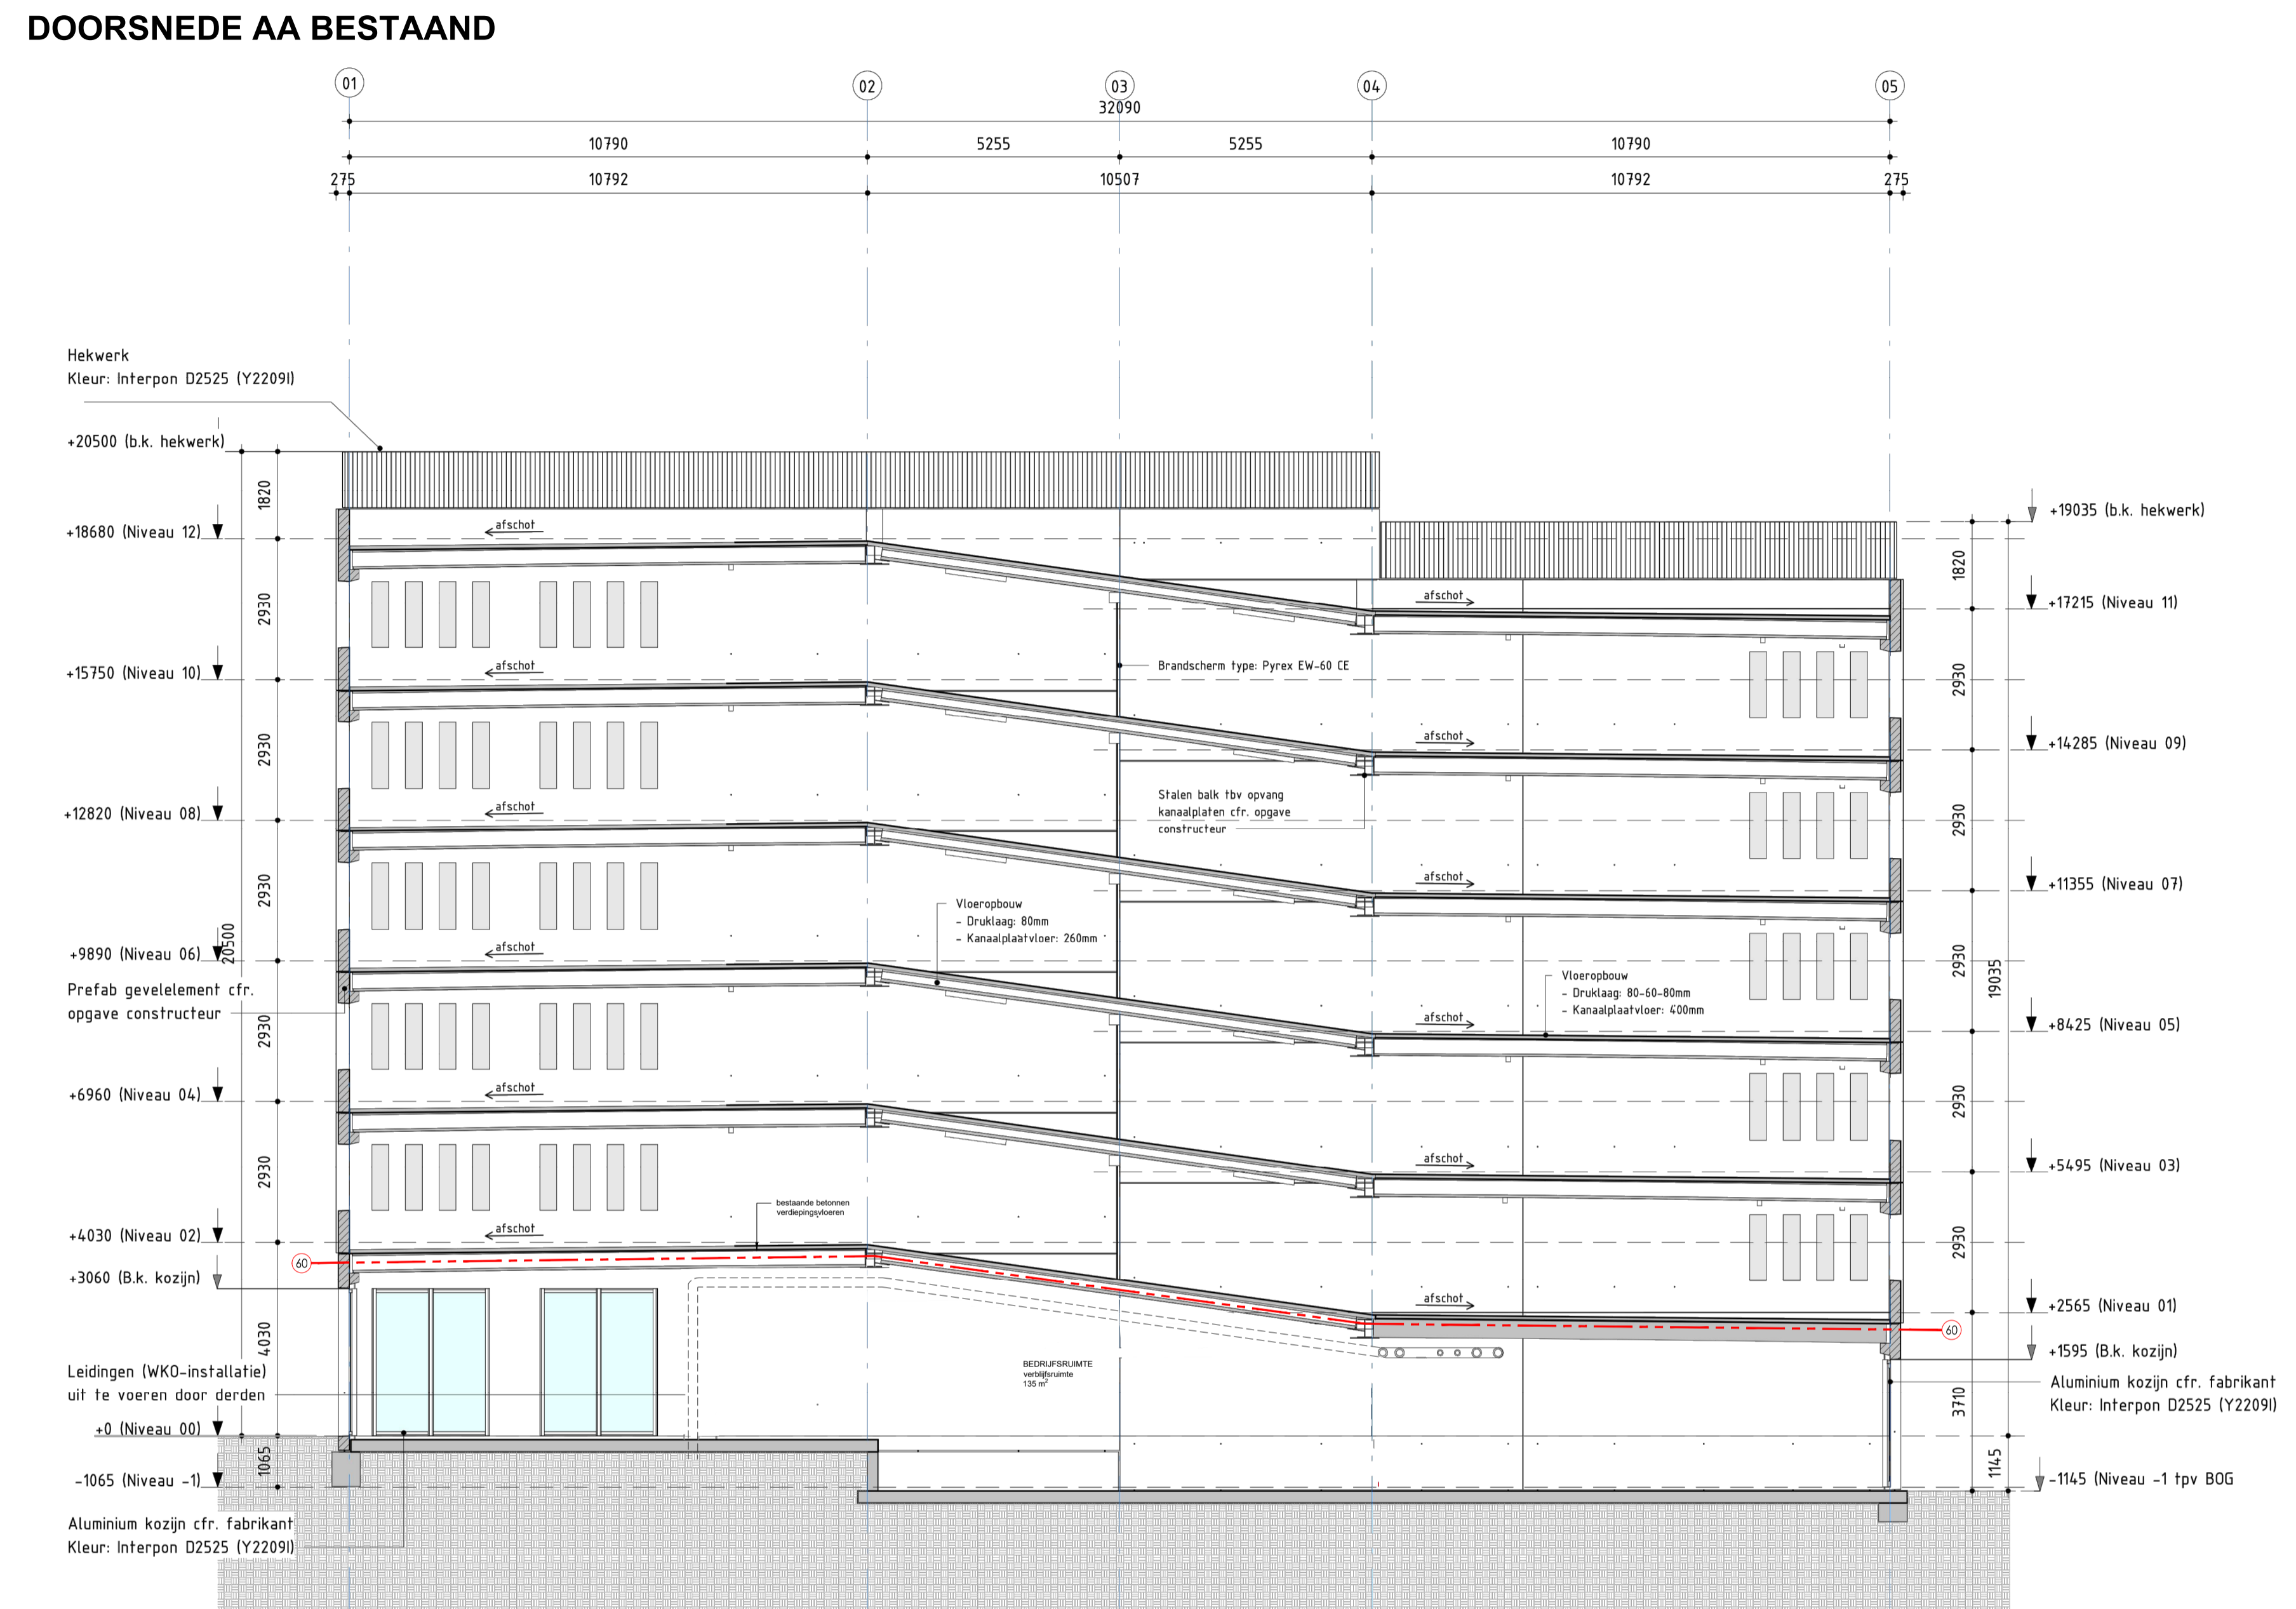 DOORSNEDE AA BESTAAND
01
02
03
04
05
32090
10790
5255
5255
10790
275
10792
10507
10792
275
Hekwerk
Kleur: Interpon D2525 (Y2209I)
+20500 (b.k. hekwerk)
1820
+18680 (Niveau 12)
2930
+15750 (Niveau 10)
2930
+12820 (Niveau 08)
2930
20500
+9890 (Niveau 06)
Prefab gevelelement cfr.
opgave constructeur
2930
+6960 (Niveau 04)
2930
+4030 (Niveau 02)
60
+3060 (B.k. kozijn)
4030
Leidingen (WKO-installatie)
uit te voeren door derden
+0 (Niveau 00)
1065
-1065 (Niveau -1)
Aluminium kozijn cfr. fabrikant
Kleur: Interpon D2525 (Y2209I)
afschot
afschot
afschot
afschot
afschot
afschot
bestaande betonnen
verdiepingsvloeren
Vloeropbouw
- Druklaag: 80mm
- Kanaalplaatvloer: 260mm
Brandscherm type: Pyrex EW-60 CE
Stalen balk tbv opvang
kanaalplaten cfr. opgave
constructeur
BEDRIJFSRUIMTE
verblijfsruimte
135 m²
Vloeropbouw
- Druklaag: 80-60-80mm
- Kanaalplaatvloer: 400mm
afschot
afschot
afschot
afschot
afschot
afschot
+19035 (b.k. hekwerk)
1820
+17215 (Niveau 11)
2930
+14285 (Niveau 09)
2930
+11355 (Niveau 07)
2930
19035
+8425 (Niveau 05)
2930
+5495 (Niveau 03)
2930
+2565 (Niveau 01)
60
+1595 (B.k. kozijn)
Aluminium kozijn cfr. fabrikant
Kleur: Interpon D2525 (Y2209I)
3710
1145
-1145 (Niveau -1 tpv BOG